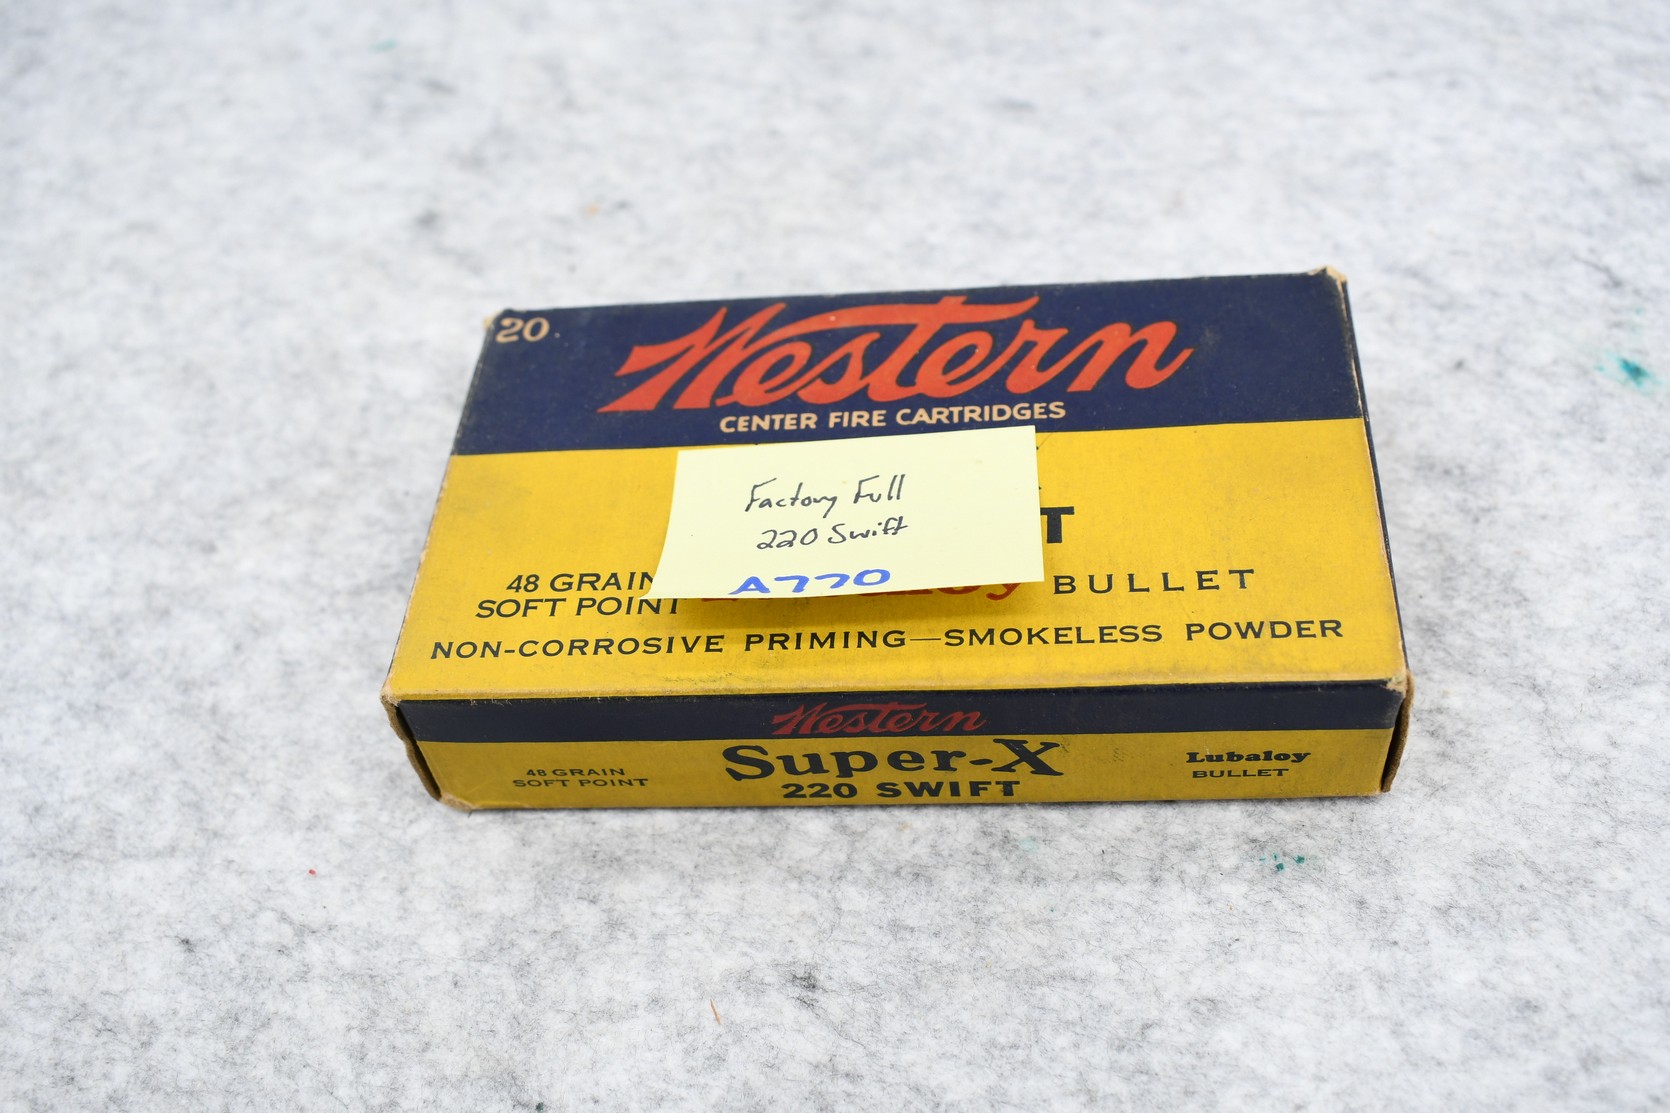 20
Western
CENTER FIRE CARTRIDGES
Factory Full
220 Swift
A770
T
48 GRAIN
SOFT POINT
BULLET
NON-CORROSIVE PRIMING—SMOKELESS POWDER
Western
Super-X
220 SWIFT
48 GRAIN
SOFT POINT
Lubaloy
BULLET